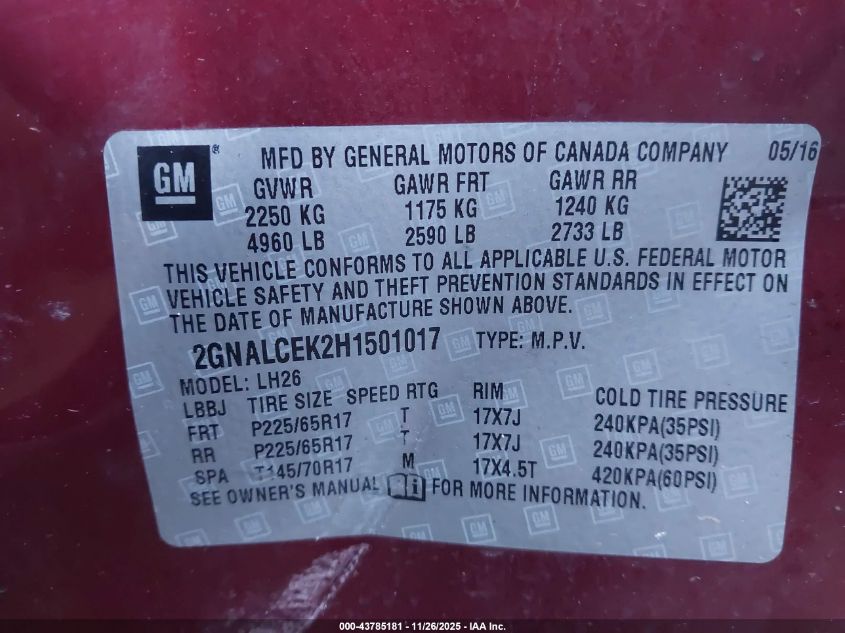 GM ® MFD BY GENERAL MOTORS OF CANADA COMPANY 05/16
GVWR GAWR FRT GAWR RR
2250 KG 1175 KG 1240 KG
4960 LB 2590 LB 2733 LB
THIS VEHICLE CONFORMS TO ALL APPLICABLE U.S. FEDERAL MOTOR
VEHICLE SAFETY AND THEFT PREVENTION STANDARDS IN EFFECT ON
THE DATE OF MANUFACTURE SHOWN ABOVE.
2GNALCEK2H1501017 TYPE: M.P.V.
MODEL: LH26
LBBJ TIRE SIZE SPEED RTG RIM COLD TIRE PRESSURE
FRT P225/65R17 T 17X7J 240KPA(35PSI)
RR P225/65R17 T 17X7J 240KPA(35PSI)
SPA T145/70R17 M 17X4.5T 420KPA(60PSI)
SEE OWNER'S MANUAL i FOR MORE INFORMATION.
000-43785181 - 11/26/2025 - IAA Inc.